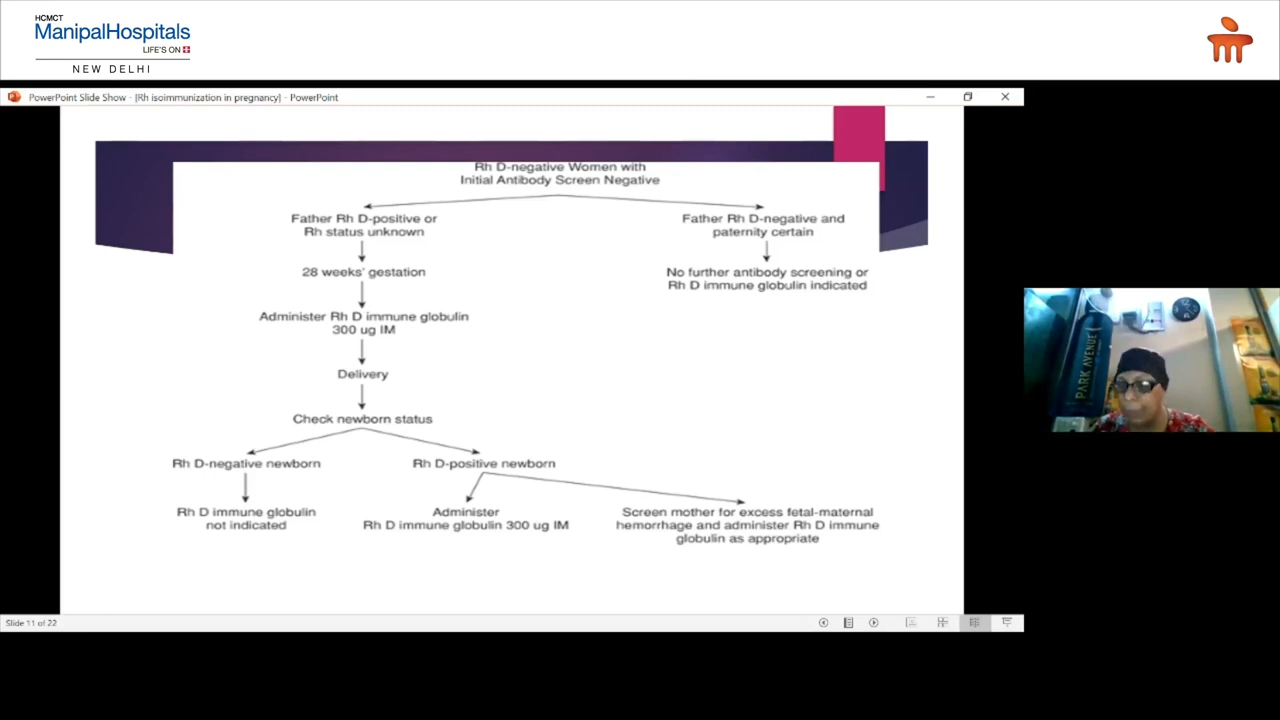 HCMCT
ManipalHospitals
LIFE'S ON
NEW DELHI
PowerPoint Slide Show - [Rh isoimmunization in pregnancy] - PowerPoint
Rh D-negative Women with
Initial Antibody Screen Negative
Father Rh D-positive or
Rh status unknown
Father Rh D-negative and
paternity certain
28 weeks' gestation
No further antibody screening or
Rh D immune globulin indicated
Administer Rh D immune globulin
300 ug IM
Delivery
Check newborn status
Rh D-negative newborn
Rh D-positive newborn
Rh D immune globulin
not indicated
Administer
Rh D immune globulin 300 ug IM
Screen mother for excess fetal-maternal
hemorrhage and administer Rh D immune
globulin as appropriate
PARK AVENUE
Slide 11 of 22